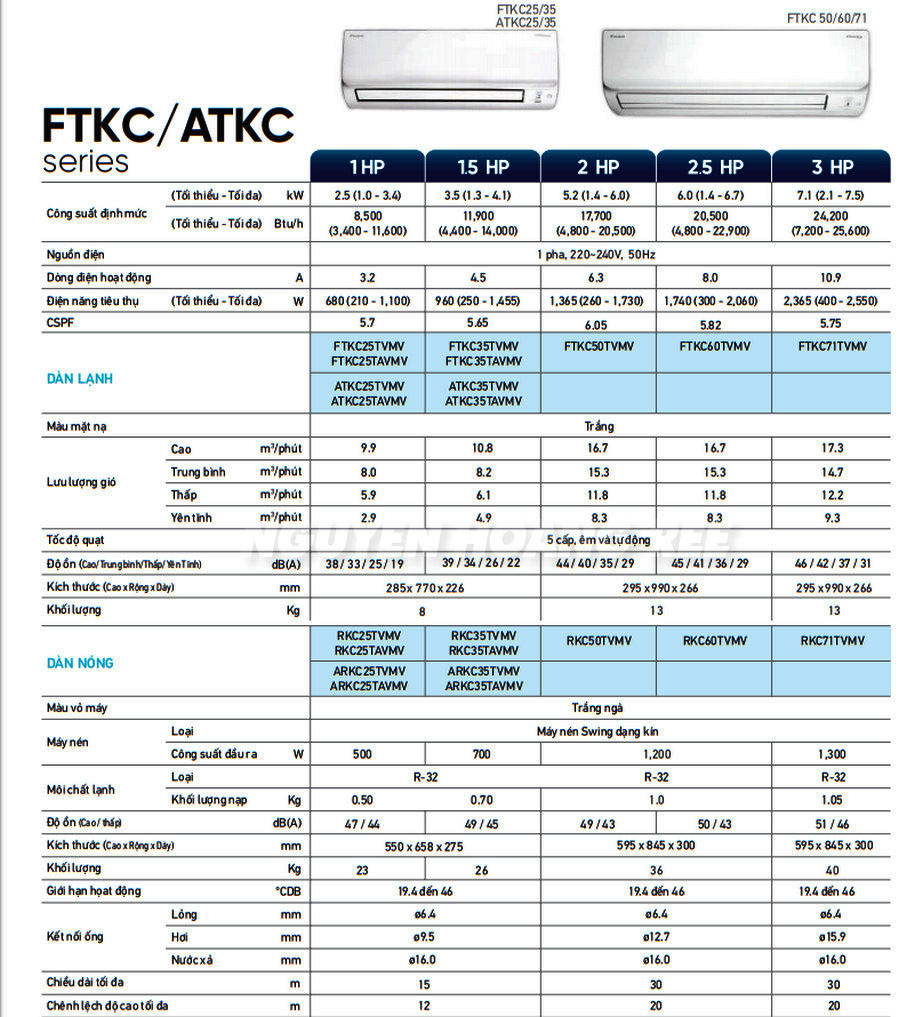 FTKC25/35
ATKC25/35
FTKC 50/60/71
FTKC/ATKC
series
1 HP 1.5 HP 2 HP 2.5 HP 3 HP
Công suất định mức
(Tối thiểu - Tối đa) kW 2.5 (1.0 - 3.4) 3.5 (1.3 - 4.1) 5.2 (1.4 - 6.0) 6.0 (1.4 - 6.7) 7.1 (2.1 - 7.5)
(Tối thiểu - Tối đa) Btu/h 8,500 11,900 17,700 20,500 24,200
(3,400 - 11,600) (4,400 - 14,000) (4,800 - 20,500) (4,800 - 22,900) (7,200 - 25,600)
Nguồn điện 1 pha, 220~240V, 50Hz
Dòng điện hoạt động A 3.2 4.5 6.3 8.0 10.9
Điện năng tiêu thụ (Tối thiểu - Tối đa) W 680 (210 - 1,100) 960 (250 - 1,455) 1,365 (260 - 1,730) 1,740 (300 - 2,060) 2,365 (400 - 2,550)
CSPF 5.7 5.65 6.05 5.82 5.75
DÀN LẠNH
FTKC25TVMV FTKC35TVMV FTKC50TVMV FTKC60TVMV FTKC71TVMV
FTKC25TAVMV FTKC35TAVMV
ATKC25TVMV ATKC35TVMV
ATKC25TAVMV ATKC35TAVMV
Màu mặt nạ Trắng
Lưu lượng gió
Cao m³/phút 9.9 10.8 16.7 16.7 17.3
Trung bình m³/phút 8.0 8.2 15.3 15.3 14.7
Thấp m³/phút 5.9 6.1 11.8 11.8 12.2
Yên tĩnh m³/phút 2.9 4.9 8.3 8.3 9.3
NGUYEN HOANG KEE
Tốc độ quạt 5 cấp, êm và tự động
Độ ồn (Cao/Trung bình/Thấp/Yên Tĩnh) dB(A) 38 / 33 / 25 / 19 39 / 34 / 26 / 22 44 / 40 / 35 / 29 45 / 41 / 36 / 29 46 / 42 / 37 / 31
Kích thước (Cao x Rộng x Dày) mm 285 x 770 x 226 295 x 990 x 266 295 x 990 x 266
Khối lượng Kg 8 13 13
DÀN NÓNG
RKC25TVMV RKC35TVMV RKC50TVMV RKC60TVMV RKC71TVMV
RKC25TAVMV RKC35TAVMV
ARKC25TVMV ARKC35TVMV
ARKC25TAVMV ARKC35TAVMV
Màu vỏ máy Trắng ngà
Máy nén
Loại Máy nén Swing dạng kín
Công suất đầu ra W 500 700 1,200 1,300
Môi chất lạnh
Loại R-32 R-32 R-32
Khối lượng nạp Kg 0.50 0.70 1.0 1.05
Độ ồn (Cao / thấp) dB(A) 47 / 44 49 / 45 49 / 43 50 / 43 51 / 46
Kích thước (Cao x Rộng x Dày) mm 550 x 658 x 275 595 x 845 x 300 595 x 845 x 300
Khối lượng Kg 23 26 36 40
Giới hạn hoạt động °CDB 19.4 đến 46 19.4 đến 46 19.4 đến 46
Kết nối ống
Lỏng mm ø6.4 ø6.4 ø6.4
Hơi mm ø9.5 ø12.7 ø15.9
Nước xả mm ø16.0 ø16.0 ø16.0
Chiều dài tối đa m 15 30 30
Chênh lệch độ cao tối đa m 12 20 20